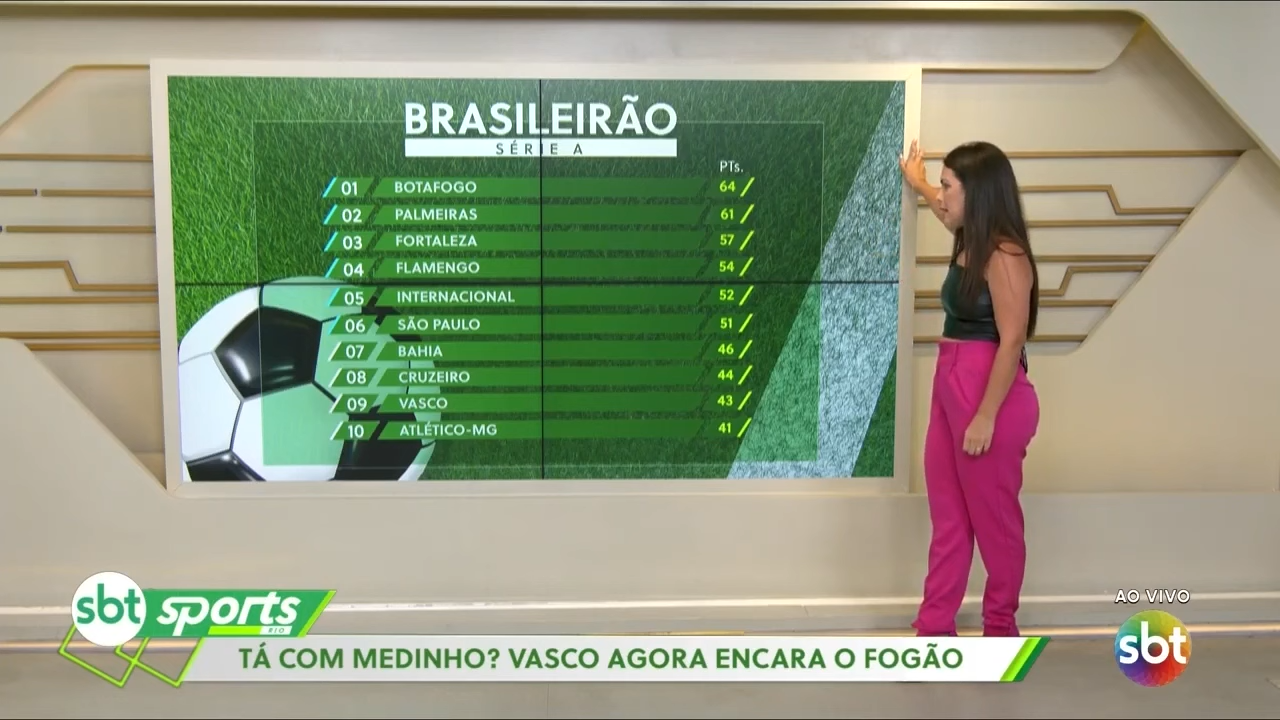 BRASILEIRÃO
SÉRIE A
PTs.
01 BOTAFOGO 64
02 PALMEIRAS 61
03 FORTALEZA 57
04 FLAMENGO 54
05 INTERNACIONAL 52
06 SÃO PAULO 51
07 BAHIA 46
08 CRUZEIRO 44
09 VASCO 43
10 ATLÉTICO-MG 41
sbt sports
RIO
TÁ COM MEDINHO? VASCO AGORA ENCARA O FOGÃO
AO VIVO
sbt